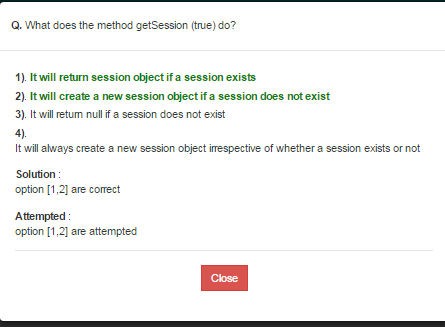 Q. What does the method getSession (true) do?
1). It will return session object if a session exists
2). It will create a new session object if a session does not exist
3). It will return null if a session does not exist
4).
It will always create a new session object irrespective of whether a session exists or not
Solution :
option [1,2] are correct
Attempted :
option [1,2] are attempted
Close